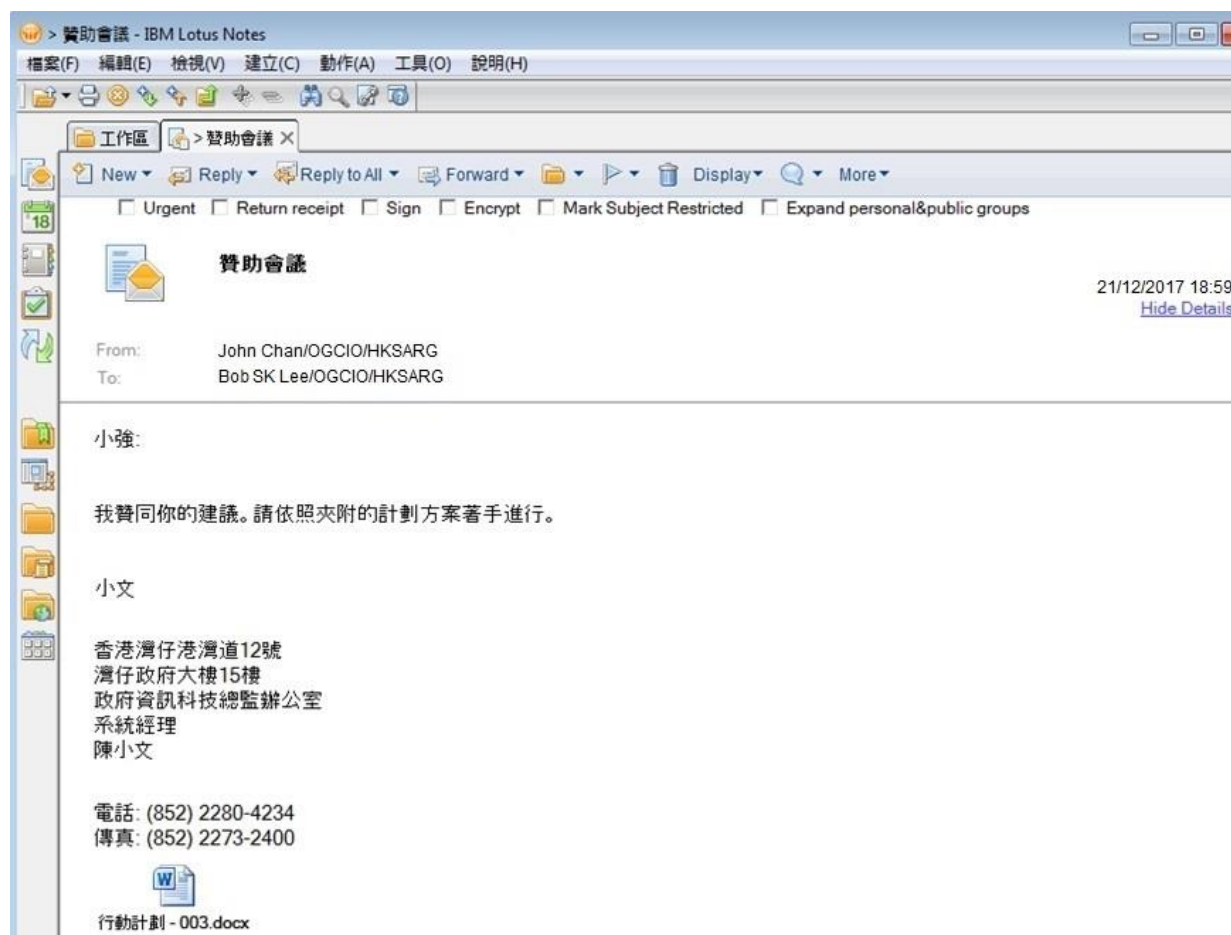 > 贊助會議 - IBM Lotus Notes
檔案(F) 編輯(E) 檢視(V) 建立(C) 動作(A) 工具(O) 說明(H)
工作區 > 贊助會議
New Reply Reply to All Forward Display More
18
Urgent Return receipt Sign Encrypt Mark Subject Restricted Expand personal&public groups
贊助會議
21/12/2017 18:59
Hide Details
From: John Chan/OGCIO/HKSARG
To: Bob SK Lee/OGCIO/HKSARG
小強:
我贊同你的建議。請依照夾附的計劃方案著手進行。
小文
香港灣仔港灣道12號
灣仔政府大樓15樓
政府資訊科技總監辦公室
系統經理
陳小文
電話: (852) 2280-4234
傳真: (852) 2273-2400
W
行動計劃 - 003.docx